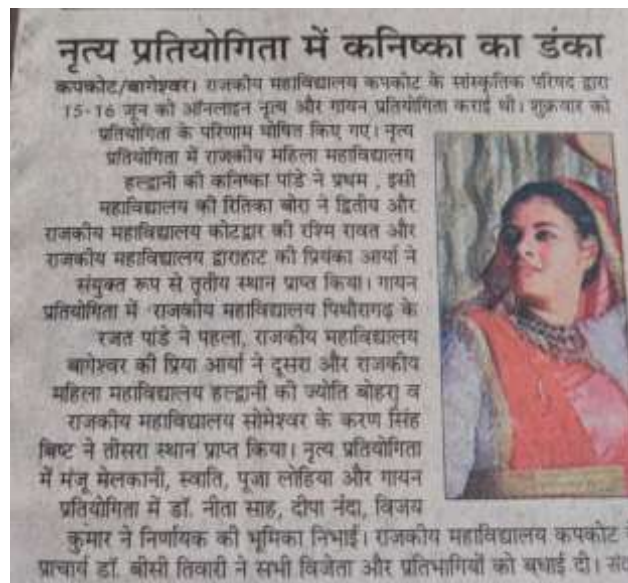 नृत्य प्रतियोगिता में कनिष्का का डंका
कपकोट/बागेश्वर। राजकीय महाविद्यालय कपकोट के सांस्कृतिक परिषद द्वारा
15-16 जून को ऑनलाइन नृत्य और गायन प्रतियोगिता कराई थी। शुक्रवार को
प्रतियोगिता के परिणाम घोषित किए गए। नृत्य
प्रतियोगिता में राजकीय महिला महाविद्यालय
हल्द्वानी की कनिष्का पांडे ने प्रथम , इसी
महाविद्यालय की रितिका बोरा ने द्वितीय और
राजकीय महाविद्यालय कोटद्वार की रश्मि रावत और
राजकीय महाविद्यालय द्वाराहाट की प्रियंका आर्या ने
संयुक्त रूप से तृतीय स्थान प्राप्त किया। गायन
प्रतियोगिता में राजकीय महाविद्यालय पिथौरागढ़ के
रजत पांडे ने पहला, राजकीय महाविद्यालय
बागेश्वर की प्रिया आर्या ने दूसरा और राजकीय
महिला महाविद्यालय हल्द्वानी की ज्योति बोहरा व
राजकीय महाविद्यालय सोमेश्वर के करण सिंह
बिष्ट ने तीसरा स्थान प्राप्त किया। नृत्य प्रतियोगिता
में मंजू मेलकानी, स्वाति, पूजा लोहिया और गायन
प्रतियोगिता में डॉ. नीता साह, दीपा नंदा, विजय
कुमार ने निर्णायक की भूमिका निभाई। राजकीय महाविद्यालय कपकोट
प्राचार्य डॉ. बीसी तिवारी ने सभी विजेता और प्रतिभागियों को बधाई दी।